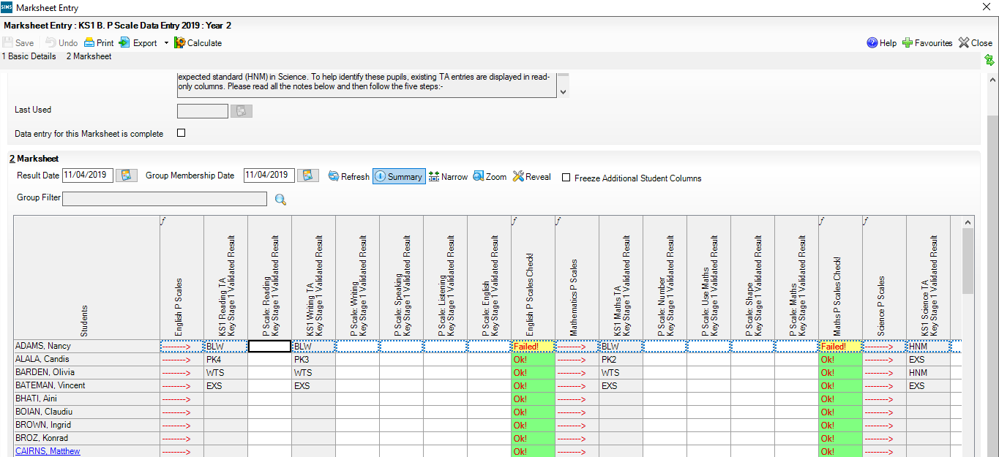 SIMS Marksheet Entry
Marksheet Entry : KS1 B. P Scale Data Entry 2019 : Year 2
Save Undo Print Export Calculate Help Favourites Close
1 Basic Details 2 Marksheet
expected standard (HNM) in Science. To help identify these pupils, existing TA entries are displayed in read-
only columns. Please read all the notes below and then follow the five steps:-
Last Used
Data entry for this Marksheet is complete
2 Marksheet
Result Date 11/04/2019 Group Membership Date 11/04/2019 Refresh Summary Narrow Zoom Reveal Freeze Additional Student Columns
Group Filter
f f f f f
Students
English P Scales
KS1 Reading TA
Key Stage 1 Validated Result
P Scale: Reading
Key Stage 1 Validated Result
KS1 Writing TA
Key Stage 1 Validated Result
P Scale: Writing
Key Stage 1 Validated Result
P Scale: Speaking
Key Stage 1 Validated Result
P Scale: Listening
Key Stage 1 Validated Result
P Scale: English
Key Stage 1 Validated Result
English P Scales Check!
Mathematics P Scales
KS1 Maths TA
Key Stage 1 Validated Result
P Scale: Number
Key Stage 1 Validated Result
P Scale: Use Maths
Key Stage 1 Validated Result
P Scale: Shape
Key Stage 1 Validated Result
P Scale: Maths
Key Stage 1 Validated Result
Maths P Scales Check!
Science P Scales
KS1 Science TA
Key Stage 1 Validated Result
ADAMS, Nancy -------> BLW BLW Failed! -------> BLW Failed! -------> HNM
ALALA, Candis -------> PK4 PK3 Ok! -------> PK2 Ok! -------> EXS
BARDEN, Olivia -------> WTS WTS Ok! -------> WTS Ok! -------> HNM
BATEMAN, Vincent -------> EXS EXS Ok! -------> EXS Ok! -------> EXS
BHATI, Aini -------> Ok! -------> Ok! ------->
BOIAN, Claudiu -------> Ok! -------> Ok! ------->
BROWN, Ingrid -------> Ok! -------> Ok! ------->
BROZ, Konrad -------> Ok! -------> Ok! ------->
CAIRNS, Matthew -------> Ok! -------> Ok! ------->